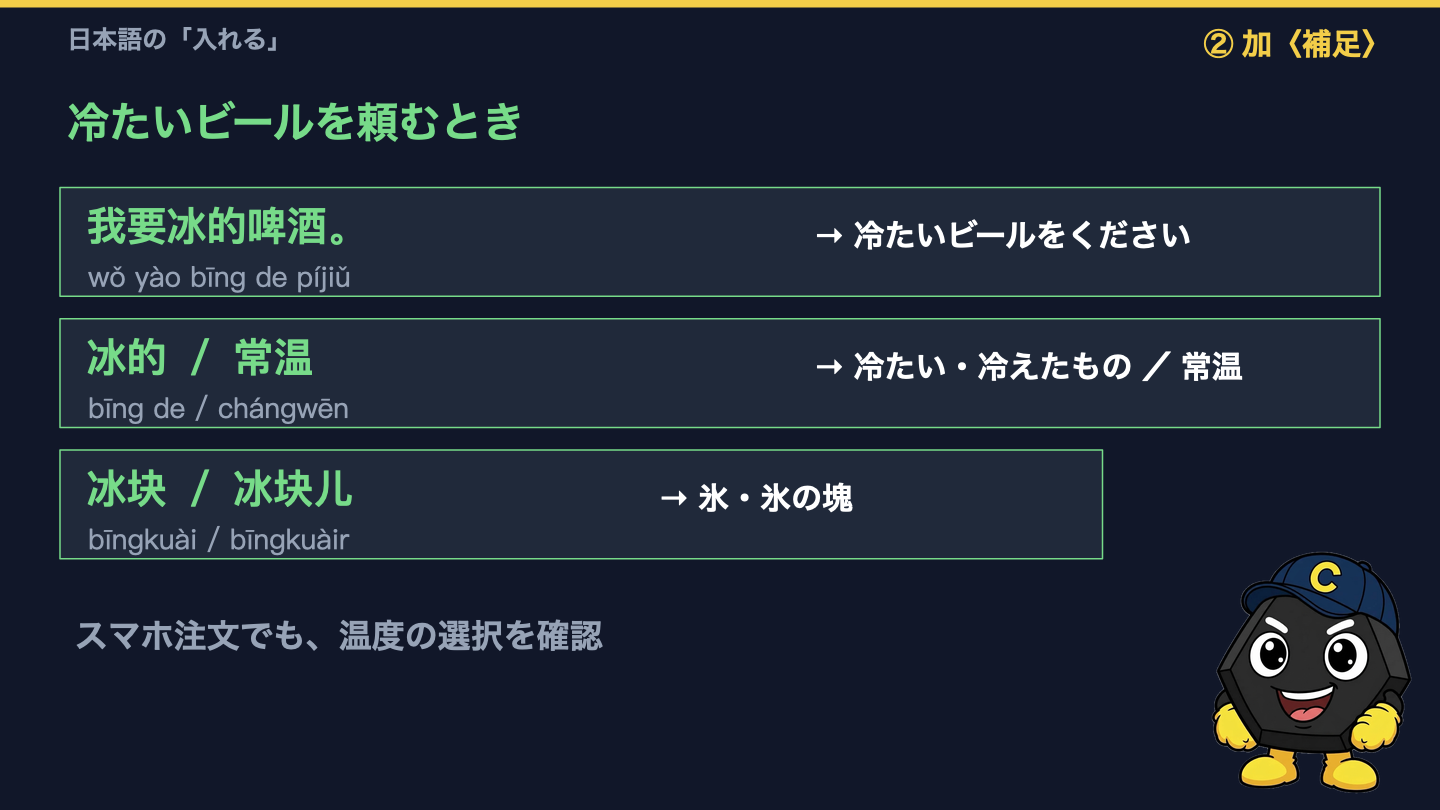 日本語の「入れる」
② 加〈補足〉
冷たいビールを頼むとき
我要冰的啤酒。
wǒ yào bīng de píjiǔ
→ 冷たいビールをください
冰的 / 常温
bīng de / chángwēn
→ 冷たい・冷えたもの ／ 常温
冰块 / 冰块儿
bīngkuài / bīngkuàir
→ 氷・氷の塊
スマホ注文でも、温度の選択を確認
C